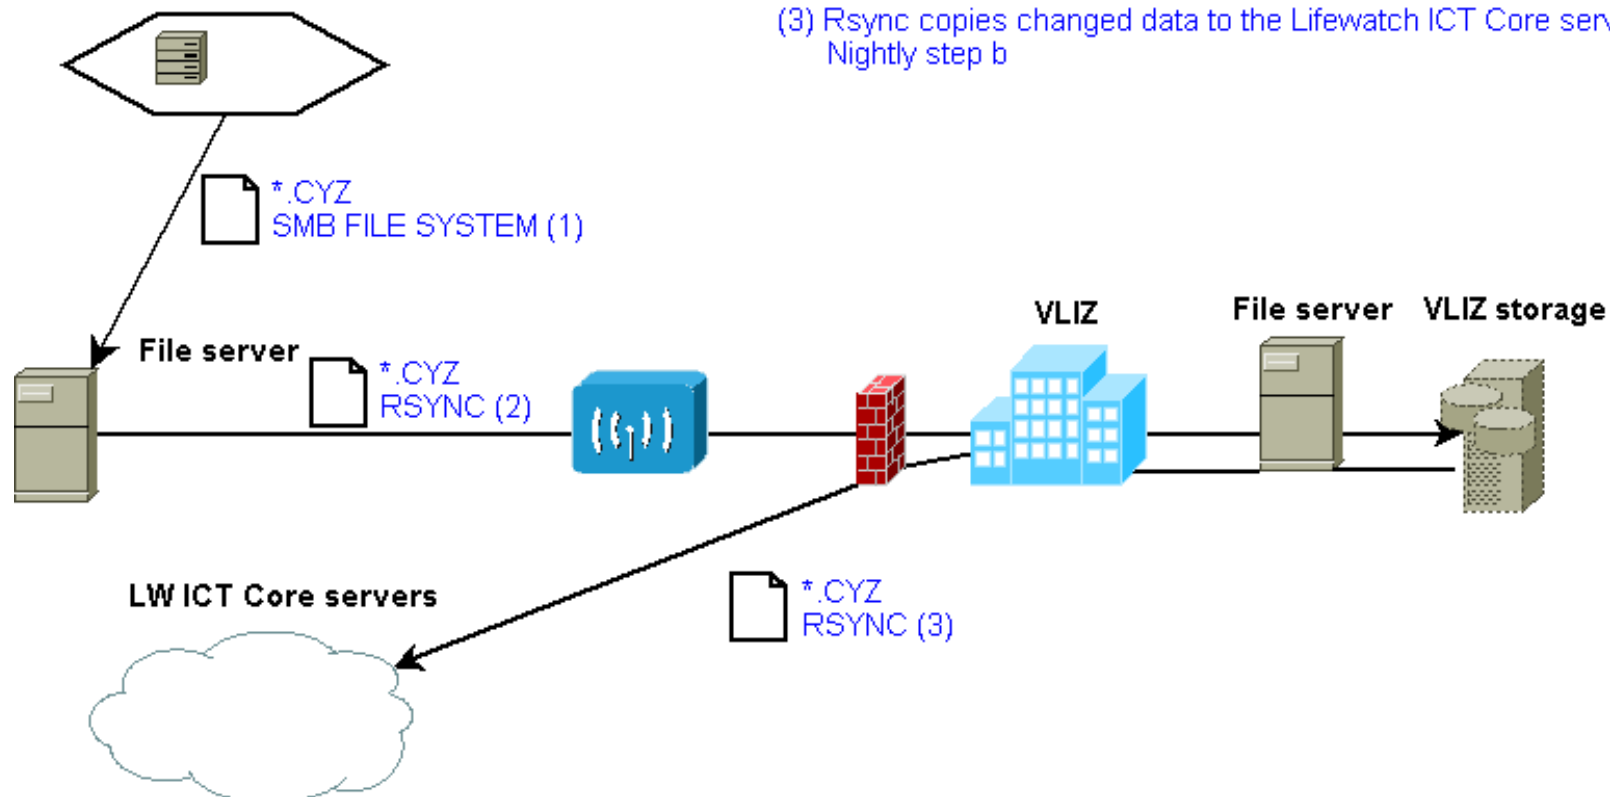 (3) Rsync copies changed data to the Lifewatch ICT Core
Nightly step b
*.CYZ
SMB FILE SYSTEM (1)
File server
*.CYZ
RSYNC (2)
VLIZ
File server
VLIZ storage
LW ICT Core servers
*.CYZ
RSYNC (3)